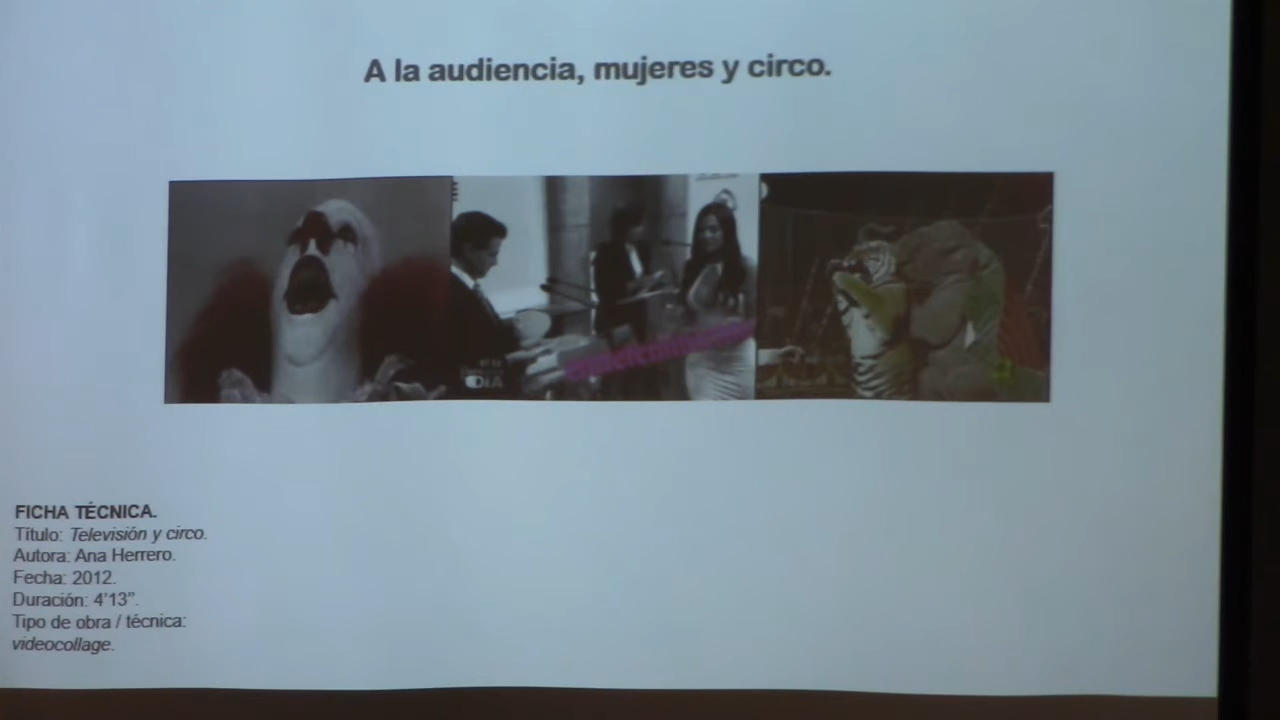 A la audiencia, mujeres y circo.
DIA
FICHA TÉCNICA.
Título: Televisión y circo.
Autora: Ana Herrero.
Fecha: 2012.
Duración: 4’13”.
Tipo de obra / técnica:
videocollage.